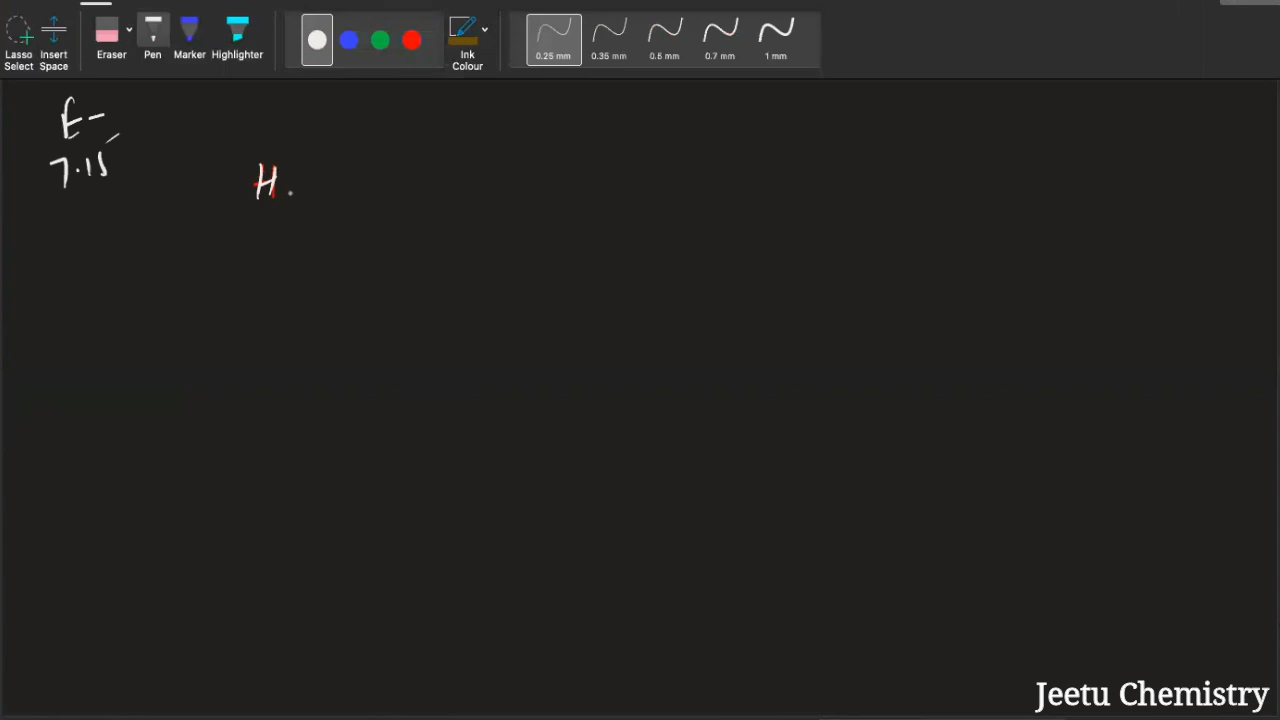 Lasso Select
Insert Space
Eraser
Pen
Marker
Highlighter
Ink Colour
0.25 mm
0.35 mm
0.5 mm
0.7 mm
1 mm
E-
7.15
H
Jeetu Chemistry